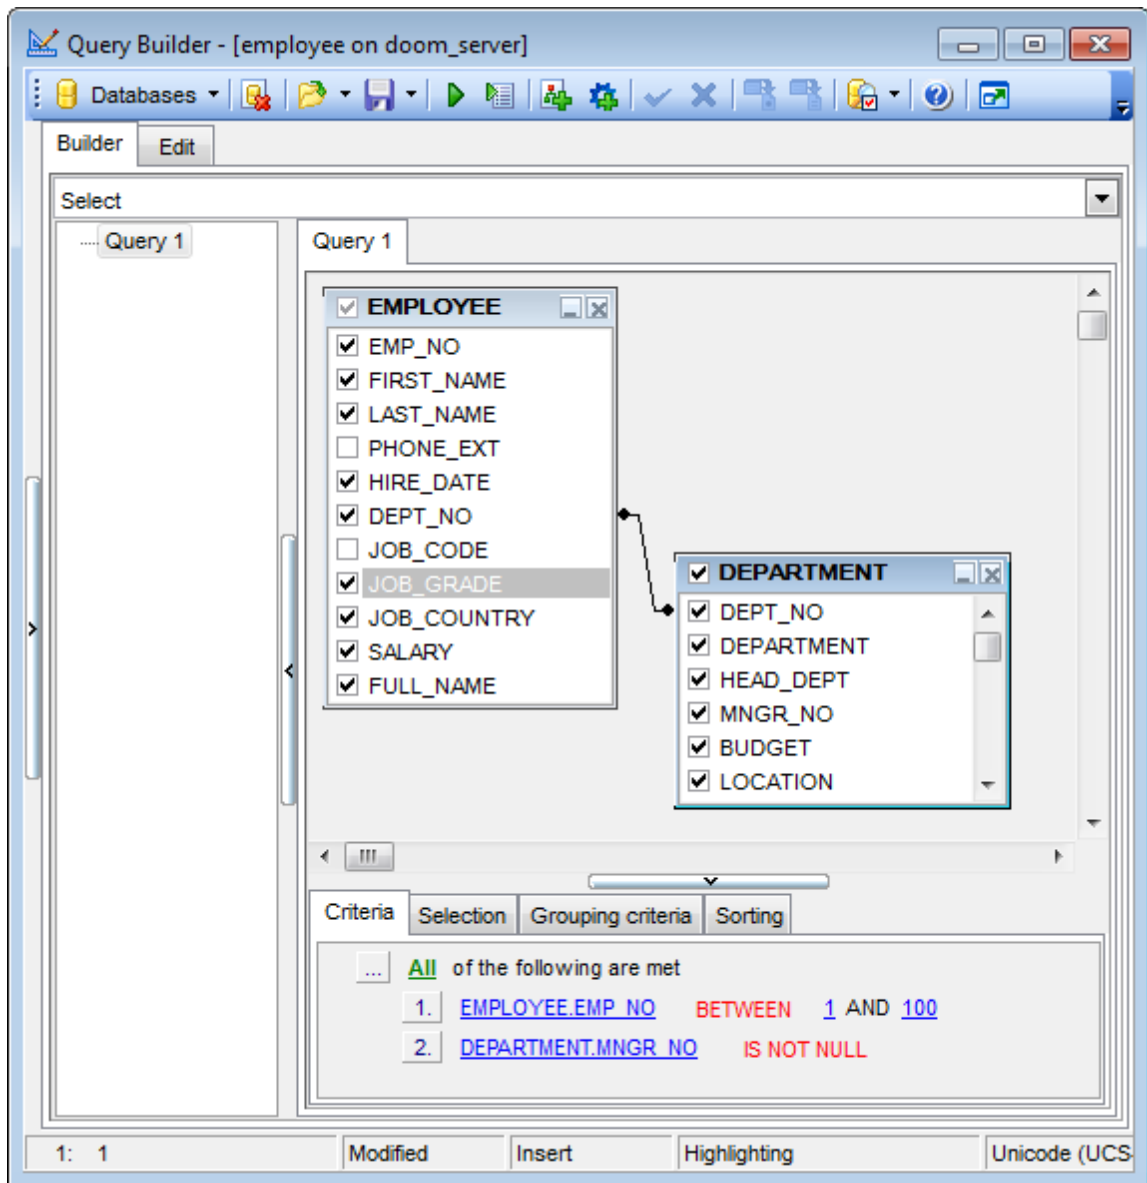 Query Builder - [employee on doom_server]
Databases
Builder Edit
Select
Query 1
Query 1
EMPLOYEE
EMP_NO
FIRST_NAME
LAST_NAME
PHONE_EXT
HIRE_DATE
DEPT_NO
JOB_CODE
JOB_GRADE
JOB_COUNTRY
SALARY
FULL_NAME
DEPARTMENT
DEPT_NO
DEPARTMENT
HEAD_DEPT
MNGR_NO
BUDGET
LOCATION
Criteria Selection Grouping criteria Sorting
... All of the following are met
1. EMPLOYEE.EMP_NO BETWEEN 1 AND 100
2. DEPARTMENT.MNGR_NO IS NOT NULL
1: 1 Modified Insert Highlighting Unicode (UCS-